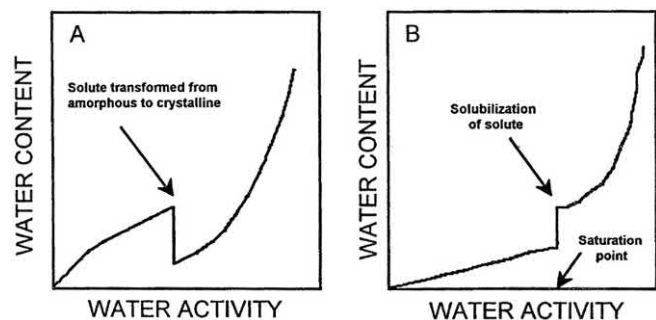 A
Solute transformed from
amorphous to crystalline
WATER CONTENT
WATER ACTIVITY
B
Solubilization
of solute
Saturation
point
WATER CONTENT
WATER ACTIVITY